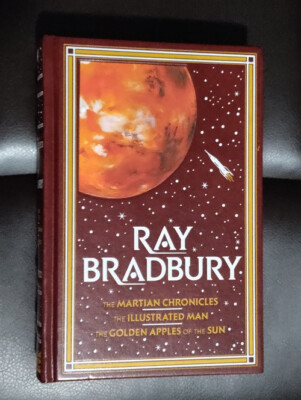 RAY
BRADBURY
THE MARTIAN CHRONICLES
THE ILLUSTRATED MAN
THE GOLDEN APPLES OF THE SUN